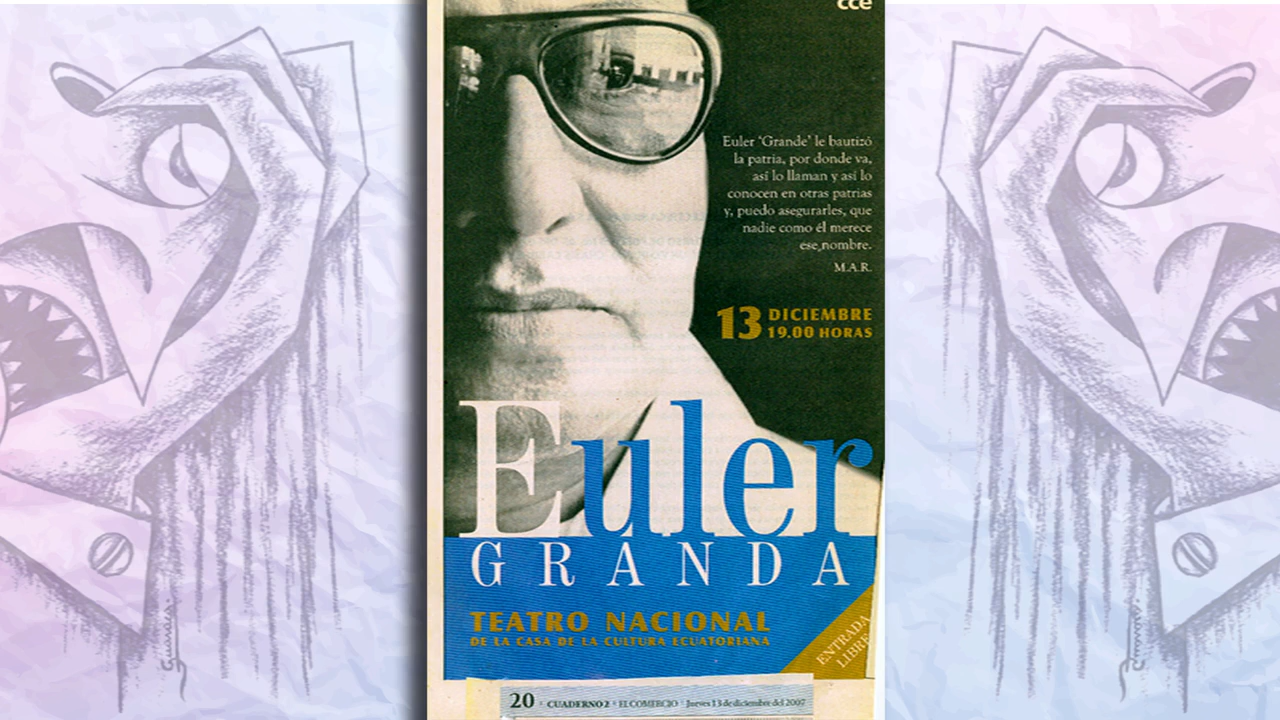 cce
Euler ‘Grande’ le bautizó
la patria, por donde va,
así lo llaman y así lo
conocen en otras patrias
y, puedo asegurarles, que
nadie como él merece
ese nombre.
M.A.R.
13 DICIEMBRE
19.00 HORAS
Euler
GRANDA
TEATRO NACIONAL
DE LA CASA DE LA CULTURA ECUATORIANA
ENTRADA
LIBRE
20 CUADERNO 2 EL COMERCIO Jueves 13 de diciembre del 2007